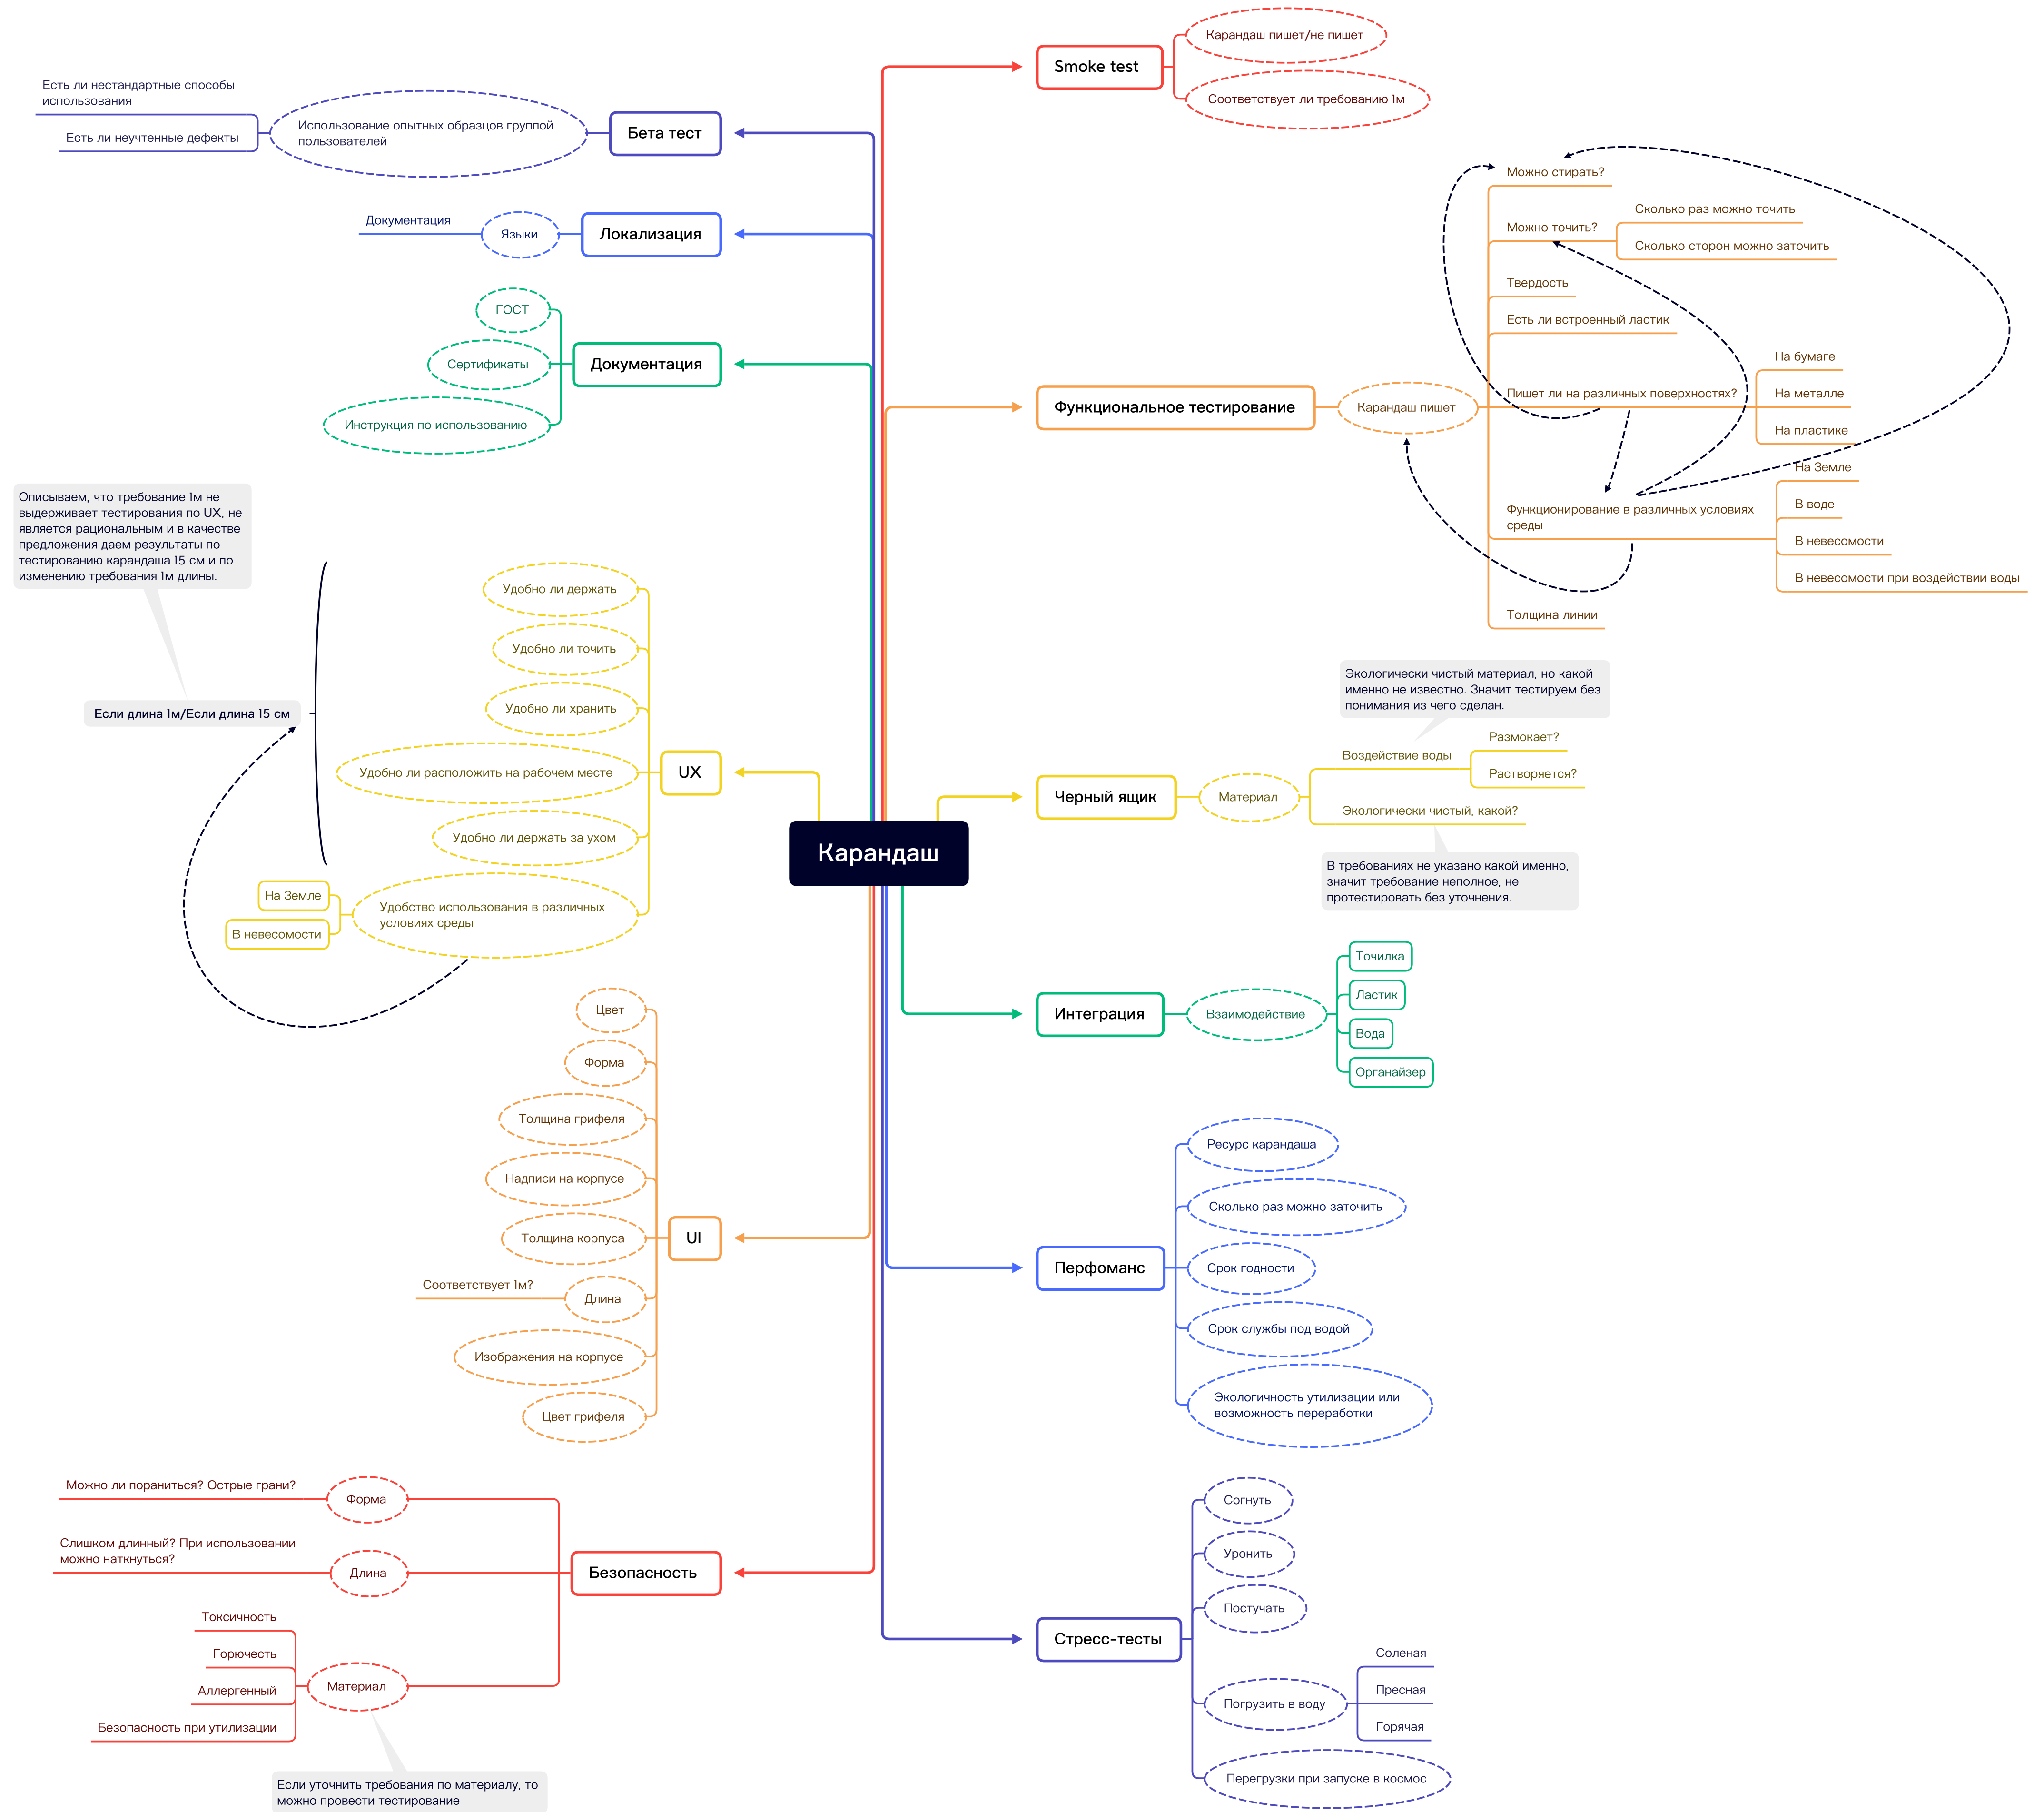 Карандаш
Smoke test
Карандаш пишет/не пишет
Соответствует ли требованию 1м
Функциональное тестирование
Карандаш пишет
Можно стирать?
Можно точить?
Сколько раз можно точить
Сколько сторон можно заточить
Твердость
Есть ли встроенный ластик
Пишет ли на различных поверхностях?
На бумаге
На металле
На пластике
Функционирование в различных условиях
среды
На Земле
В воде
В невесомости
В невесомости при воздействии воды
Толщина линии
Черный ящик
Материал
Экологически чистый материал, но какой
именно не известно. Значит тестируем без
понимания из чего сделан.
Воздействие воды
Размокает?
Растворяется?
Экологически чистый, какой?
В требованиях не указано какой именно,
значит требование неполное, не
протестировать без уточнения.
Интеграция
Взаимодействие
Точилка
Ластик
Вода
Органайзер
Перфоманс
Ресурс карандаша
Сколько раз можно заточить
Срок годности
Срок службы под водой
Экологичность утилизации или
возможность переработки
Стресс-тесты
Согнуть
Уронить
Постучать
Погрузить в воду
Соленая
Пресная
Горячая
Перегрузки при запуске в космос
Бета тест
Использование опытных образцов группой
пользователей
Есть ли нестандартные способы
использования
Есть ли неучтенные дефекты
Локализация
Языки
Документация
Документация
ГОСТ
Сертификаты
Инструкция по использованию
UX
Удобно ли держать
Удобно ли точить
Удобно ли хранить
Удобно ли расположить на рабочем месте
Удобно ли держать за ухом
Удобство использования в различных
условиях среды
На Земле
В невесомости
Описываем, что требование 1м не
выдерживает тестирования по UX, не
является рациональным и в качестве
предложения даем результаты по
тестированию карандаша 15 см и по
изменению требования 1м длины.
Если длина 1м/Если длина 15 см
UI
Цвет
Форма
Толщина грифеля
Надписи на корпусе
Толщина корпуса
Длина
Соответствует 1м?
Изображения на корпусе
Цвет грифеля
Безопасность
Форма
Можно ли пораниться? Острые грани?
Длина
Слишком длинный? При использовании
можно наткнуться?
Материал
Токсичность
Горючесть
Аллергенный
Безопасность при утилизации
Если уточнить требования по материалу, то
можно провести тестирование